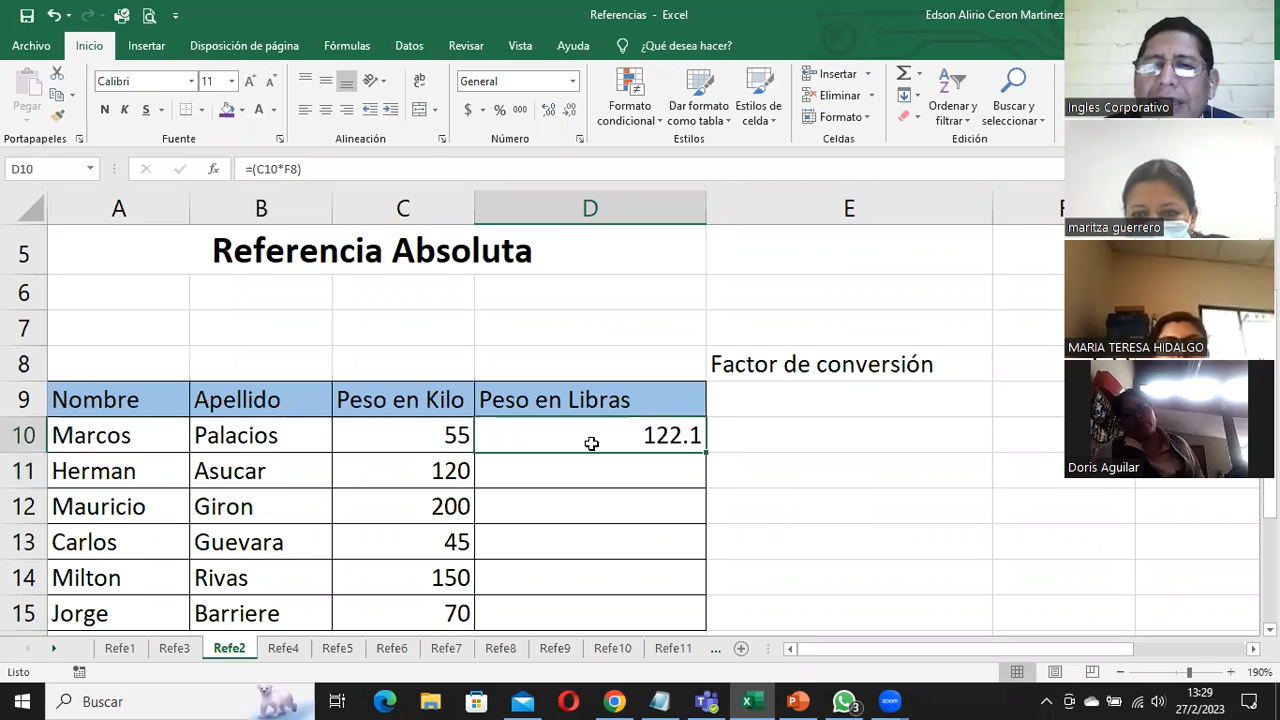 Referencias - Excel
Edson Alirio Ceron Martinez
Archivo Inicio Insertar Disposición de página Fórmulas Datos Revisar Vista Ayuda ¿Qué desea hacer?
Pegar
Calibri 11
N K S
General
$ % 000
Formato condicional
Dar formato como tabla
Estilos de celda
Insertar
Eliminar
Formato
Ordenar y filtrar
Buscar y seleccionar
Portapapeles Fuente Alineación Número Estilos Celdas Edición
D10 fx =(C10*F8)
A B C D E F
5 Referencia Absoluta
6
7
8 Factor de conversión
9 Nombre Apellido Peso en Kilo Peso en Libras
10 Marcos Palacios 55 122.1
11 Herman Asucar 120
12 Mauricio Giron 200
13 Carlos Guevara 45
14 Milton Rivas 150
15 Jorge Barriere 70
Refe1 Refe3 Refe2 Refe4 Refe5 Refe6 Refe7 Refe8 Refe9 Refe10 Refe11 ...
Listo
190%
Buscar
zoom
3
13:29
27/2/2023
Ingles Corporativo
maritza guerrero
MARIA TERESA HIDALGO
Doris Aguilar